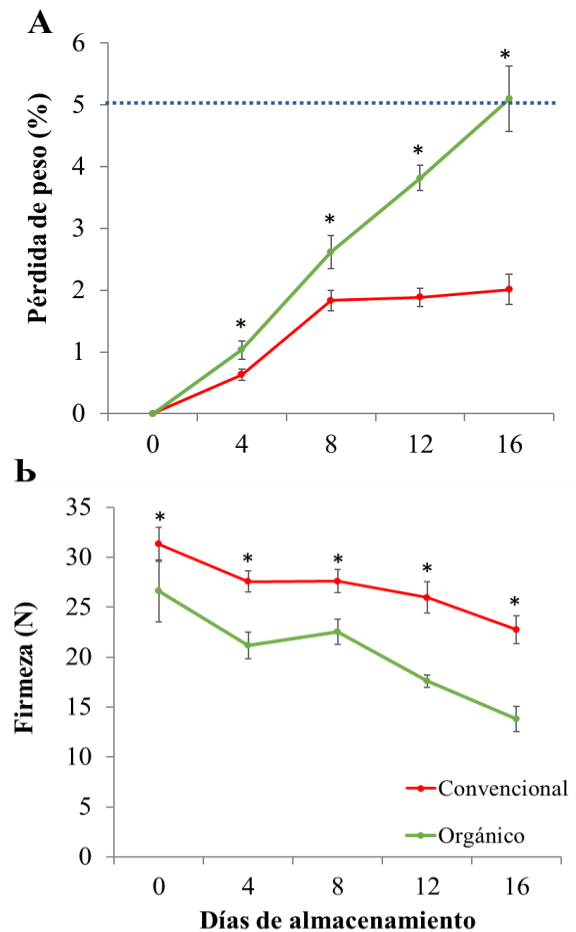 A
6
5
4
3
2
1
0
Pérdida de peso (%)
*
*
*
*
0 4 8 12 16
b
35
30
25
20
15
10
5
0
Firmeza (N)
* * * * *
Convencional
Orgánico
0 4 8 12 16
Días de almacenamiento